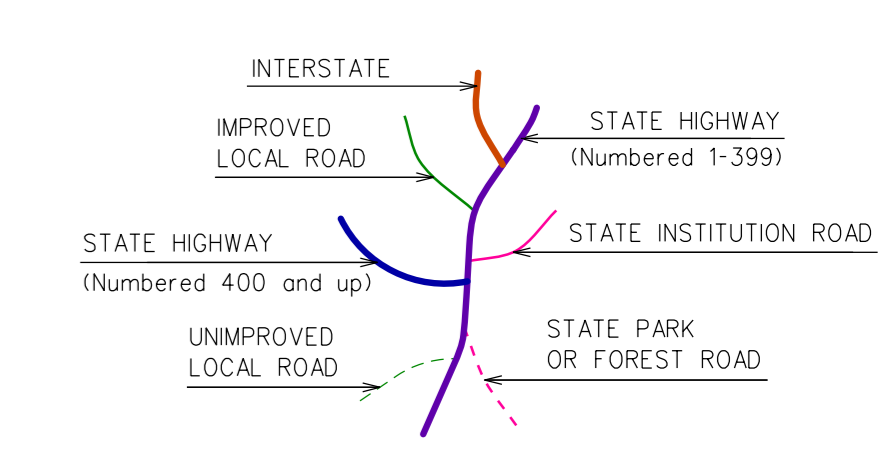 INTERSTATE
STATE HIGHWAY
(Numbered 1-399)
IMPROVED
LOCAL ROAD
STATE HIGHWAY
(Numbered 400 and up)
STATE INSTITUTION ROAD
UNIMPROVED
LOCAL ROAD
STATE PARK
OR FOREST ROAD